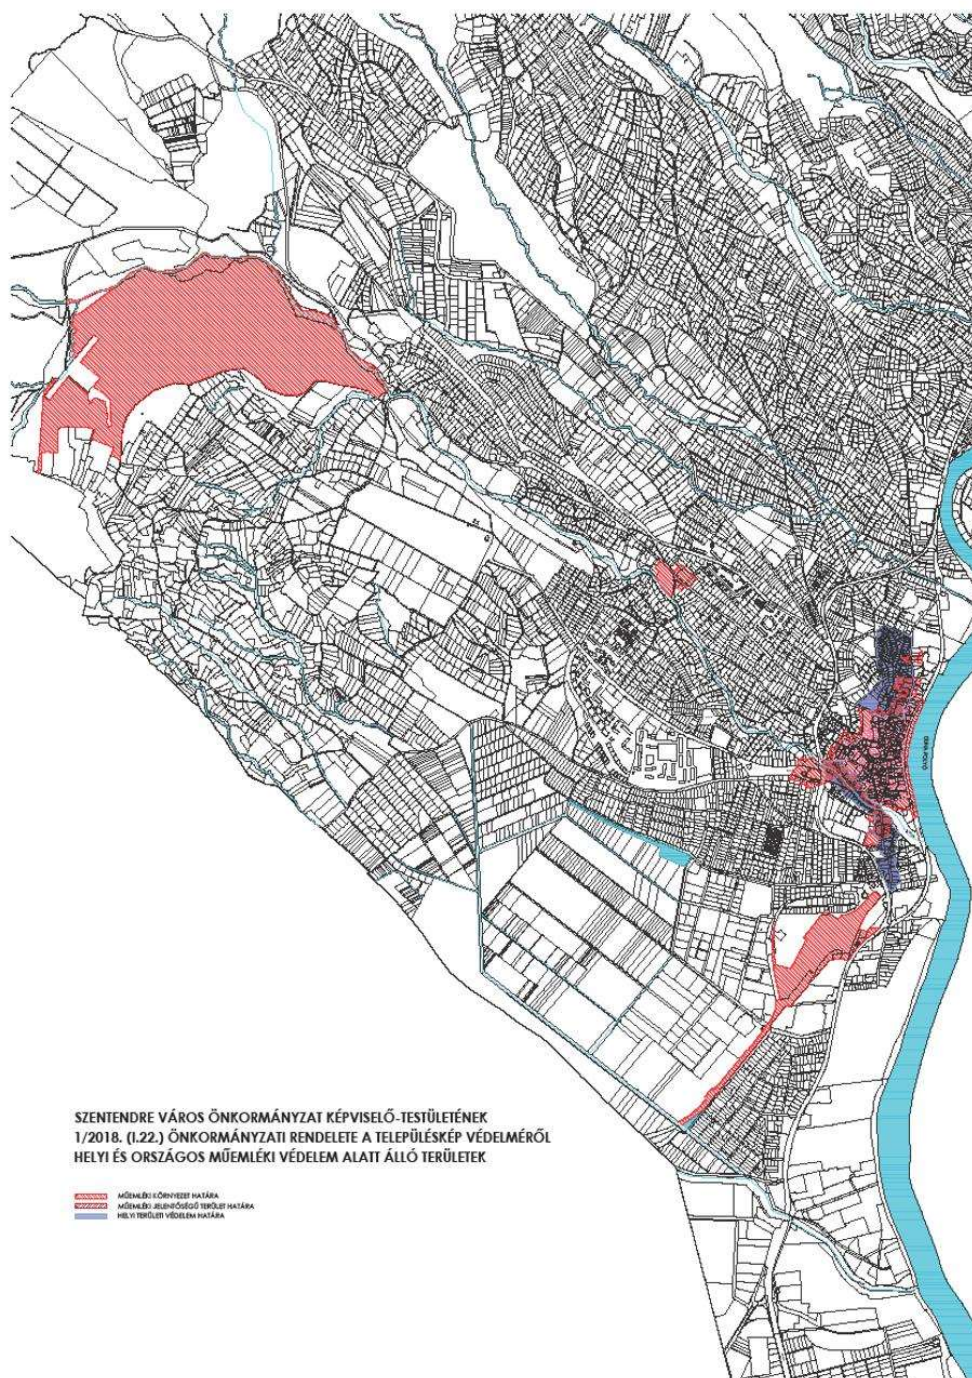 SZENTENDRE VÁROS ÖNKORMÁNYZAT KÉPVISELŐ-TESTÜLETÉNEK
1/2018. (I.22.) ÖNKORMÁNYZATI RENDELETE A TELEPÜLÉSKÉP VÉDELMÉRŐL
HELYI ÉS ORSZÁGOS MŰEMLÉKI VÉDELEM ALATT ÁLLÓ TERÜLETEK
MŰEMLÉKI KÖRNYEZET HATÁRA
MŰEMLÉKI JELENTŐSÉGŰ TERÜLET HATÁRA
HELYI TERÜLETI VÉDELEM HATÁRA